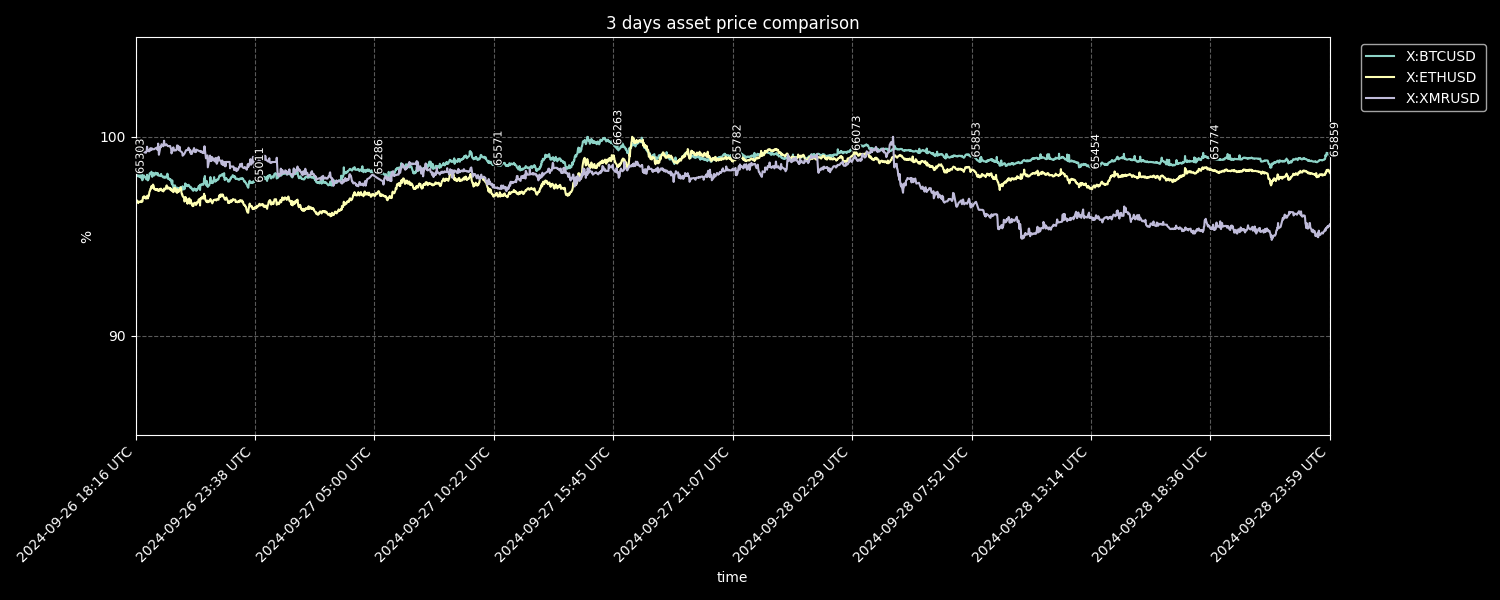 3 days asset price comparison
X:BTCUSD
X:ETHUSD
X:XMRUSD
100
90
%
65303
65011
65286
65571
66263
65782
66073
65853
65454
65774
65859
2024-09-26 18:16 UTC
2024-09-26 23:38 UTC
2024-09-27 05:00 UTC
2024-09-27 10:22 UTC
2024-09-27 15:45 UTC
2024-09-27 21:07 UTC
2024-09-28 02:29 UTC
2024-09-28 07:52 UTC
2024-09-28 13:14 UTC
2024-09-28 18:36 UTC
2024-09-28 23:59 UTC
time